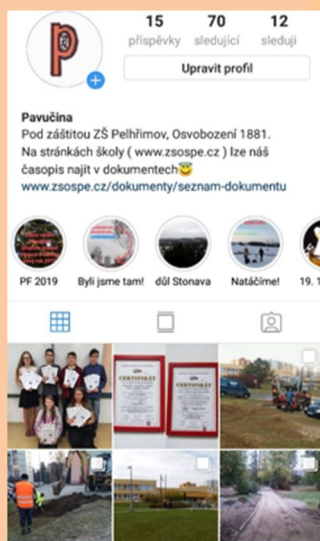 15 70 12
příspěvky sledující sleduji
Upravit profil
Pavučina
Pod záštitou ZŠ Pelhřimov, Osvobození 1881.
Na stránkách školy ( www.zsospe.cz ) lze náš
časopis najít v dokumentech😇
www.zsospe.cz/dokumenty/seznam-dokumentu
PF 2019 Byli jsme tam! důl Stonava Natáčíme! 19. 1
CERTIFIKÁT CERTIFIKÁT